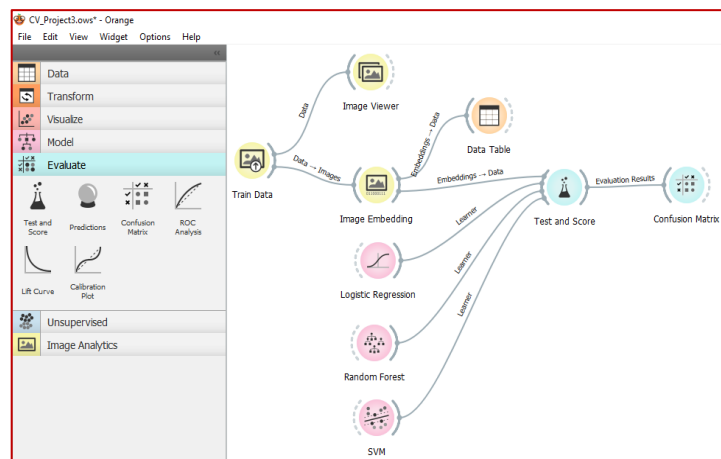 CV_Project3.ows* - Orange
File Edit View Widget Options Help
«
Data
Transform
Visualize
Model
Evaluate
Test and Score
Predictions
Confusion Matrix
ROC Analysis
Lift Curve
Calibration Plot
Unsupervised
Image Analytics
Data
Image Viewer
Train Data
Data → Images
Image Embedding
Embeddings → Data
Data Table
Embeddings → Data
Test and Score
Evaluation Results
Confusion Matrix
Learner
Logistic Regression
Learner
Random Forest
Learner
SVM